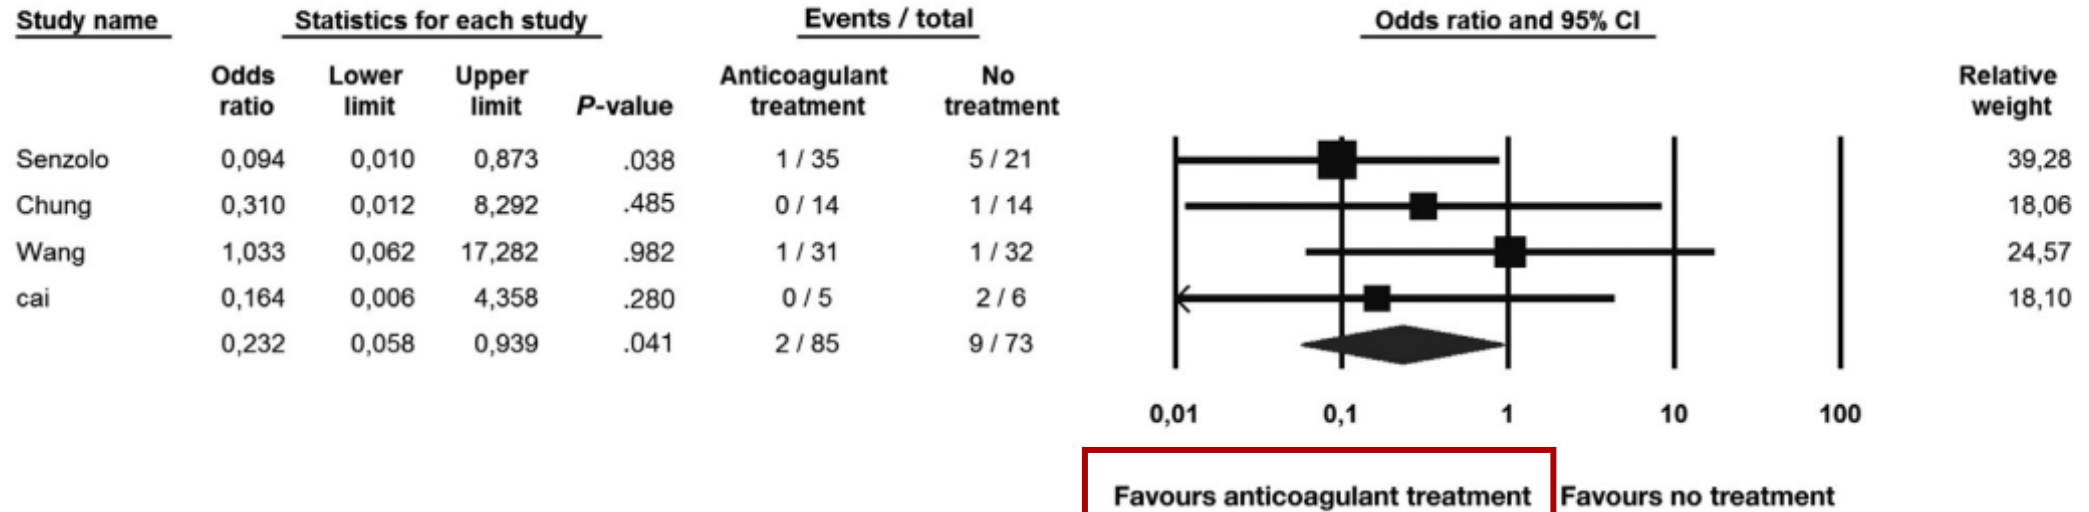 Study name Statistics for each study Events / total Odds ratio and 95% CI
Odds ratio Lower limit Upper limit P-value Anticoagulant treatment No treatment Relative weight
Senzolo 0,094 0,010 0,873 .038 1 / 35 5 / 21 39,28
Chung 0,310 0,012 8,292 .485 0 / 14 1 / 14 18,06
Wang 1,033 0,062 17,282 .982 1 / 31 1 / 32 24,57
cai 0,164 0,006 4,358 .280 0 / 5 2 / 6 18,10
0,232 0,058 0,939 .041 2 / 85 9 / 73
0,01 0,1 1 10 100
Favours anticoagulant treatment Favours no treatment